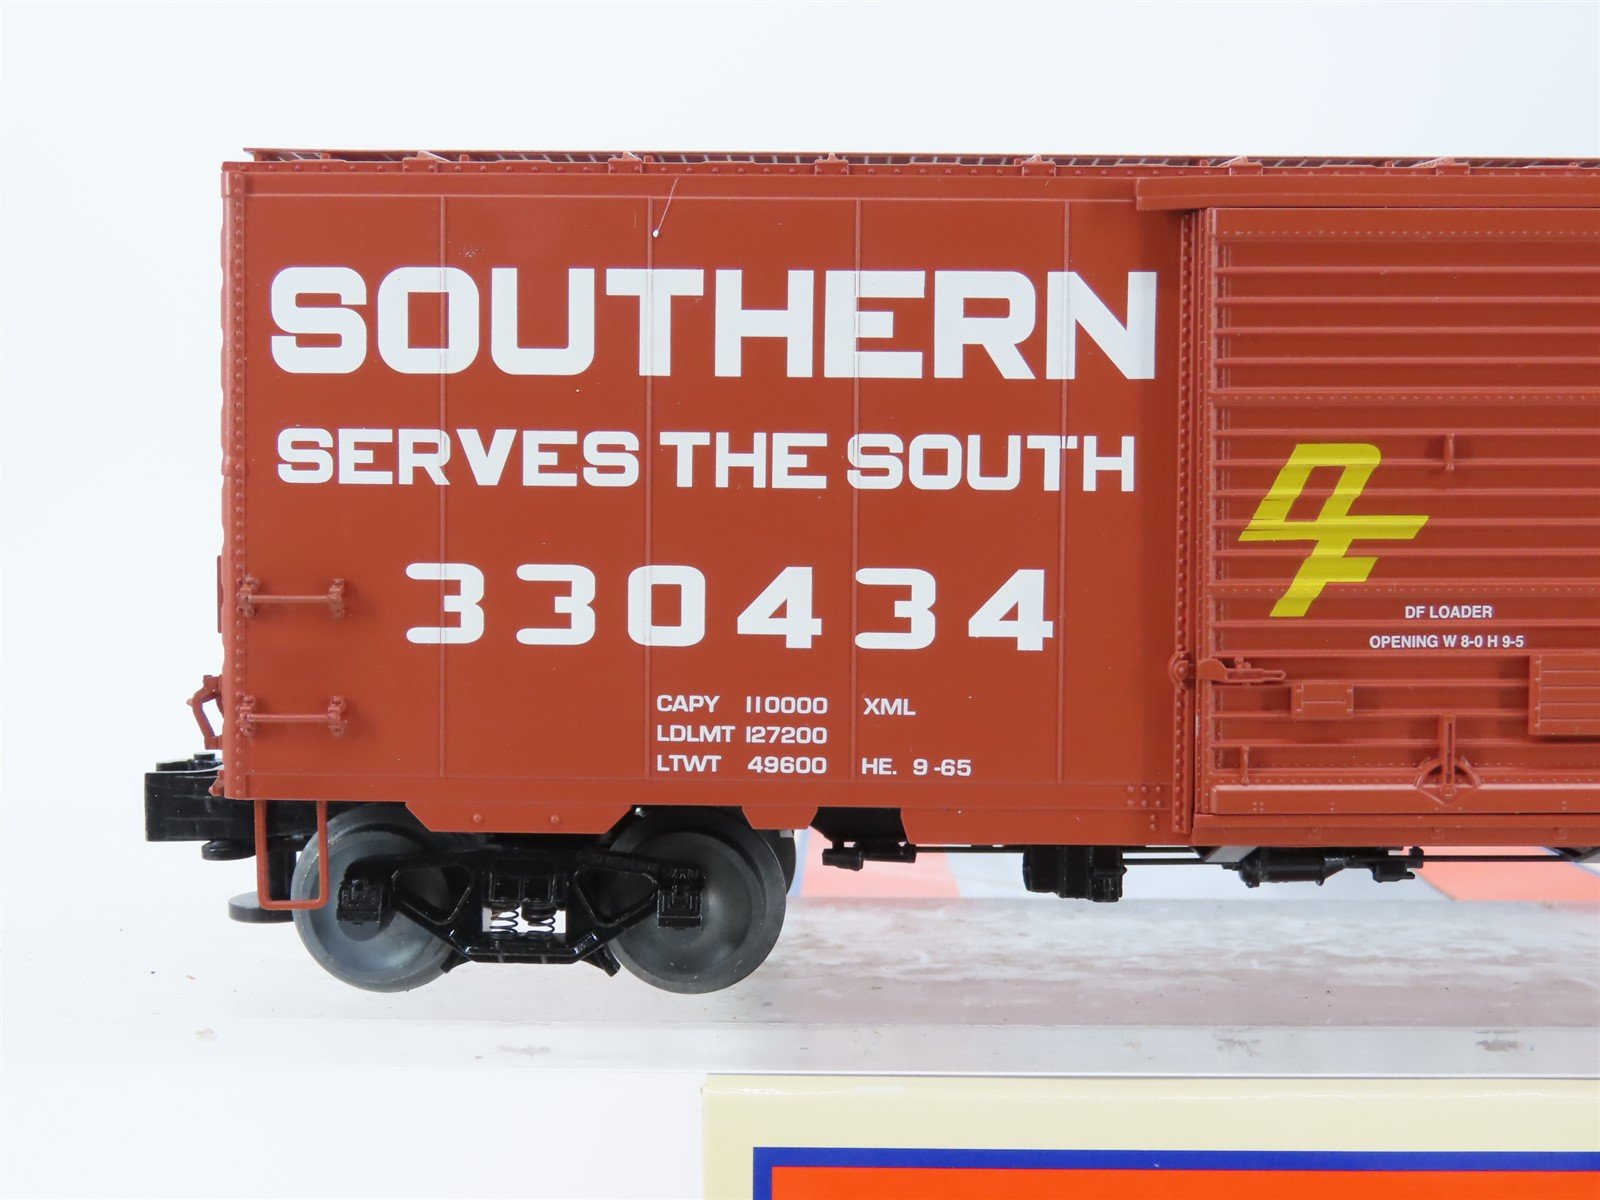 SOUTHERN
SERVES THE SOUTH
330434
CAPY 110000 XML
LDLMT 127200
LTWT 49600 HE. 9-65
DF
DF LOADER
OPENING W 8-0 H 9-5